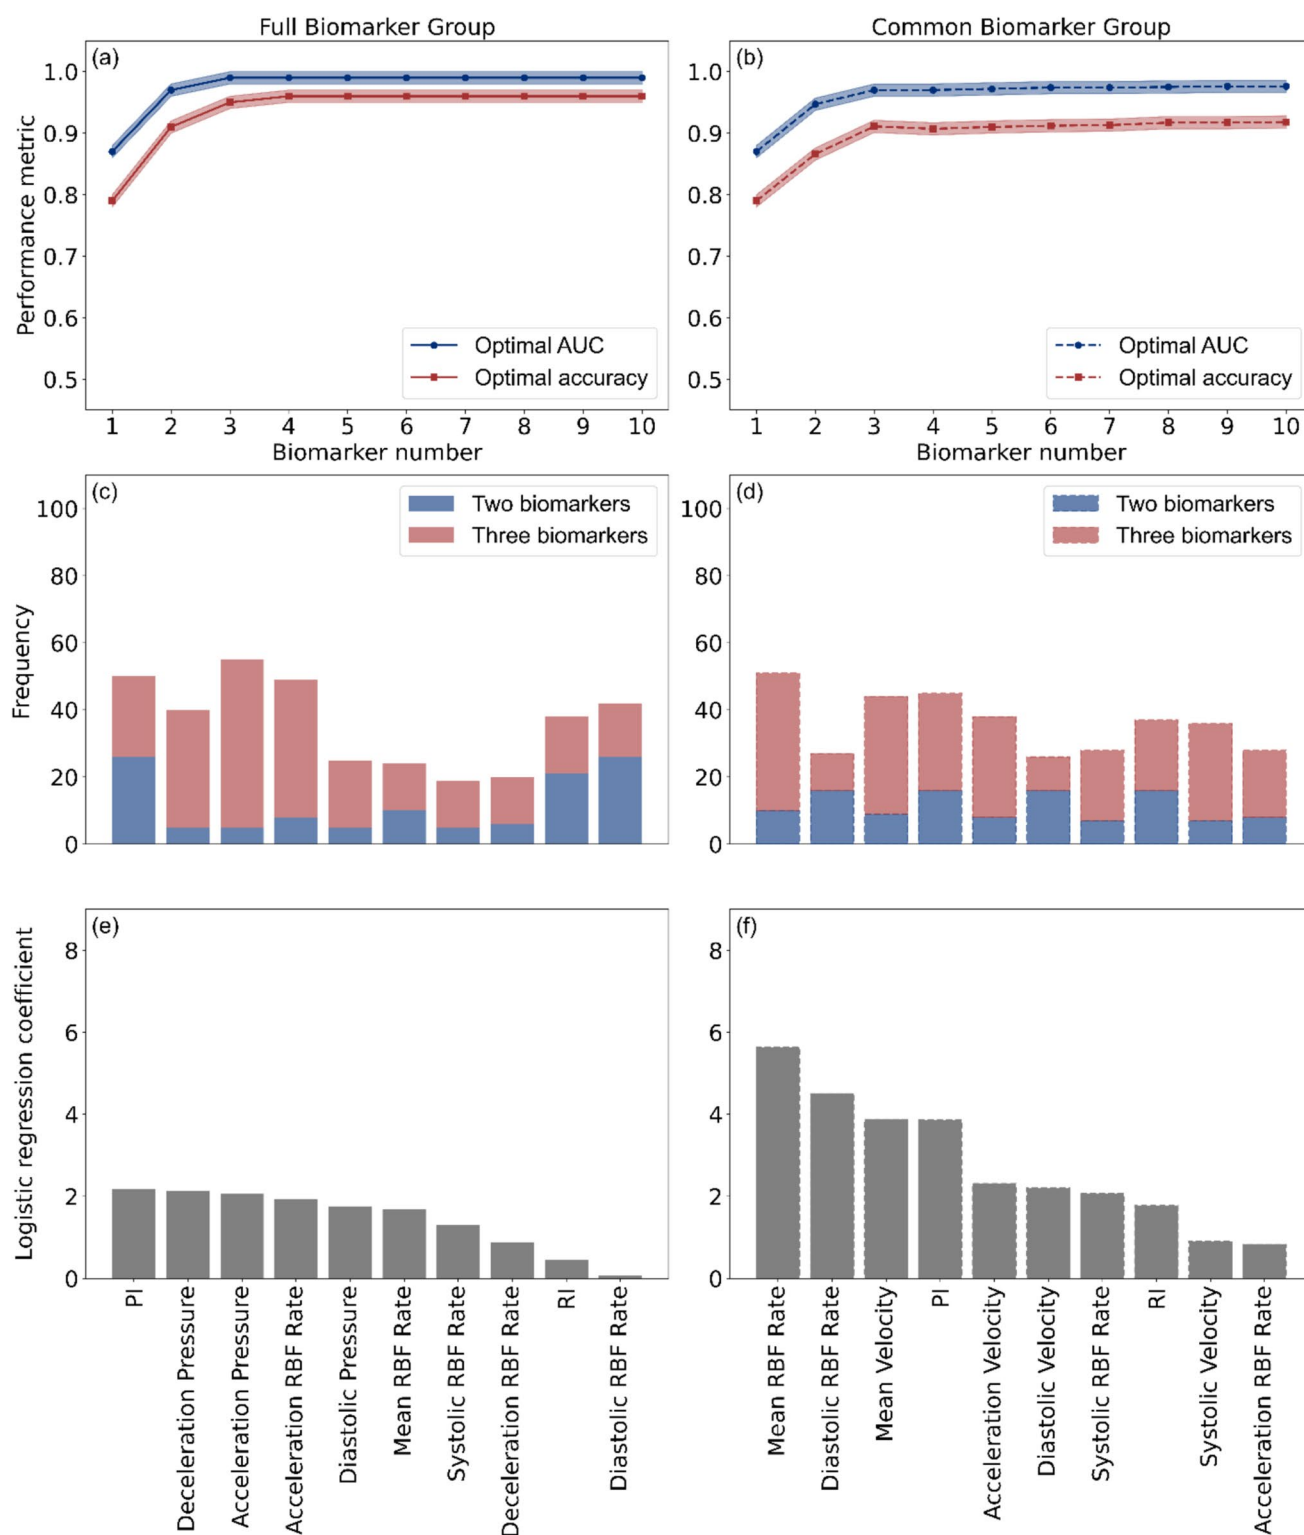 Full Biomarker Group
Common Biomarker Group
(a)
1.0
0.9
0.8
0.7
0.6
0.5
Performance metric
Optimal AUC
Optimal accuracy
1 2 3 4 5 6 7 8 9 10
Biomarker number
(b)
1.0
0.9
0.8
0.7
0.6
0.5
Optimal AUC
Optimal accuracy
1 2 3 4 5 6 7 8 9 10
Biomarker number
(c)
100
80
60
40
20
0
Frequency
Two biomarkers
Three biomarkers
(d)
100
80
60
40
20
0
Two biomarkers
Three biomarkers
(e)
8
6
4
2
0
Logistic regression coefficient
PI
Deceleration Pressure
Acceleration Pressure
Acceleration RBF Rate
Diastolic Pressure
Mean RBF Rate
Systolic RBF Rate
Deceleration RBF Rate
RI
Diastolic RBF Rate
(f)
8
6
4
2
0
Mean RBF Rate
Diastolic RBF Rate
Mean Velocity
PI
Acceleration Velocity
Diastolic Velocity
Systolic RBF Rate
RI
Systolic Velocity
Acceleration RBF Rate